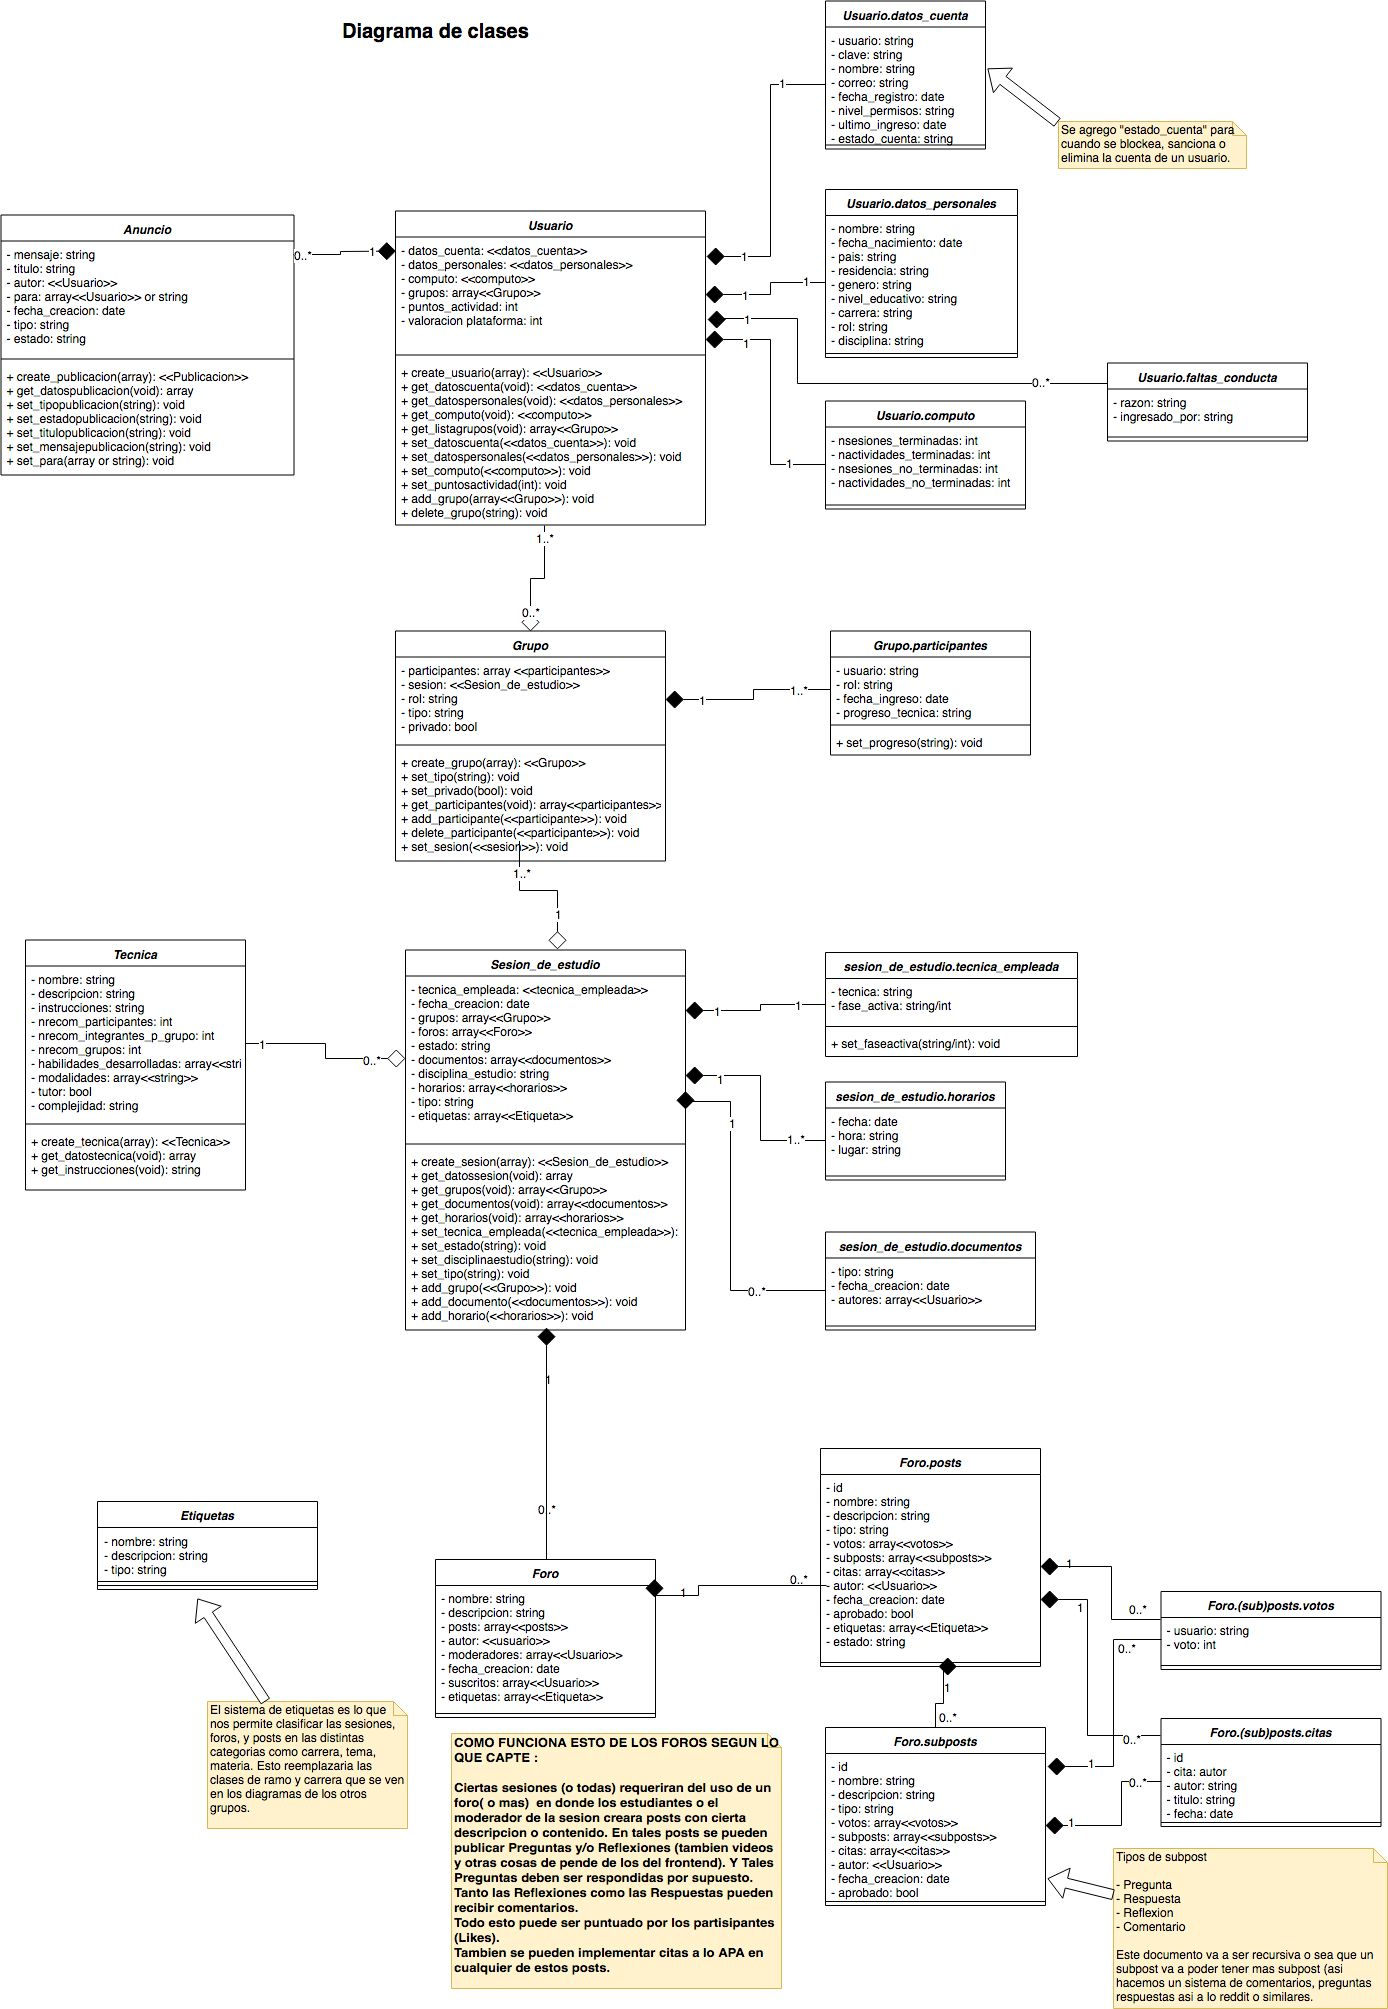 Diagrama de clases
Usuario.datos_cuenta
- usuario: string
- clave: string
- nombre: string
- correo: string
- fecha_registro: date
- nivel_permisos: string
- ultimo_ingreso: date
- estado_cuenta: string
1
Se agrego "estado_cuenta" para
cuando se blockea, sanciona o
elimina la cuenta de un usuario.
Usuario.datos_personales
- nombre: string
- fecha_nacimiento: date
- pais: string
- residencia: string
- genero: string
- nivel_educativo: string
- carrera: string
- rol: string
- disciplina: string
Anuncio
- mensaje: string
- titulo: string
- autor: <<Usuario>>
- para: array<<Usuario>> or string
- fecha_creacion: date
- tipo: string
- estado: string
+ create_publicacion(array): <<Publicacion>>
+ get_datospublicacion(void): array
+ set_tipopublicacion(string): void
+ set_estadopublicacion(string): void
+ set_titulopublicacion(string): void
+ set_mensajepublicacion(string): void
+ set_para(array or string): void
0..*
1
Usuario
- datos_cuenta: <<datos_cuenta>>
- datos_personales: <<datos_personales>>
- computo: <<computo>>
- grupos: array<<Grupo>>
- puntos_actividad: int
- valoracion plataforma: int
+ create_usuario(array): <<Usuario>>
+ get_datoscuenta(void): <<datos_cuenta>>
+ get_datospersonales(void): <<datos_personales>>
+ get_computo(void): <<computo>>
+ get_listagrupos(void): array<<Grupo>>
+ set_datoscuenta(<<datos_cuenta>>): void
+ set_datospersonales(<<datos_personales>>): void
+ set_computo(<<computo>>): void
+ set_puntosactividad(int): void
+ add_grupo(array<<Grupo>>): void
+ delete_grupo(string): void
1
1
1
1
1
0..*
1
Usuario.faltas_conducta
- razon: string
- ingresado_por: string
Usuario.computo
- nsesiones_terminadas: int
- nactividades_terminadas: int
- nsesiones_no_terminadas: int
- nactividades_no_terminadas: int
1..*
0..*
Grupo
- participantes: array <<participantes>>
- sesion: <<Sesion_de_estudio>>
- rol: string
- tipo: string
- privado: bool
+ create_grupo(array): <<Grupo>>
+ set_tipo(string): void
+ set_privado(bool): void
+ get_participantes(void): array<<participantes>>
+ add_participante(<<participante>>): void
+ delete_participante(<<participante>>): void
+ set_sesion(<<sesion>>): void
1
1..*
Grupo.participantes
- usuario: string
- rol: string
- fecha_ingreso: date
- progreso_tecnica: string
+ set_progreso(string): void
1..*
1
Tecnica
- nombre: string
- descripcion: string
- instrucciones: string
- nrecom_participantes: int
- nrecom_integrantes_p_grupo: int
- nrecom_grupos: int
- habilidades_desarrolladas: array<<stri
- modalidades: array<<string>>
- tutor: bool
- complejidad: string
+ create_tecnica(array): <<Tecnica>>
+ get_datostecnica(void): array
+ get_instrucciones(void): string
1
0..*
Sesion_de_estudio
- tecnica_empleada: <<tecnica_empleada>>
- fecha_creacion: date
- grupos: array<<Grupo>>
- foros: array<<Foro>>
- estado: string
- documentos: array<<documentos>>
- disciplina_estudio: string
- horarios: array<<horarios>>
- tipo: string
- etiquetas: array<<Etiqueta>>
+ create_sesion(array): <<Sesion_de_estudio>>
+ get_datossesion(void): array
+ get_grupos(void): array<<Grupo>>
+ get_documentos(void): array<<documentos>>
+ get_horarios(void): array<<horarios>>
+ set_tecnica_empleada(<<tecnica_empleada>>):
+ set_estado(string): void
+ set_disciplinaestudio(string): void
+ set_tipo(string): void
+ add_grupo(<<Grupo>>): void
+ add_documento(<<documentos>>): void
+ add_horario(<<horarios>>): void
1
1
1
1..*
1
0..*
sesion_de_estudio.tecnica_empleada
- tecnica: string
- fase_activa: string/int
+ set_faseactiva(string/int): void
sesion_de_estudio.horarios
- fecha: date
- hora: string
- lugar: string
sesion_de_estudio.documentos
- tipo: string
- fecha_creacion: date
- autores: array<<Usuario>>
1
0..*
Etiquetas
- nombre: string
- descripcion: string
- tipo: string
El sistema de etiquetas es lo que
nos permite clasificar las sesiones,
foros, y posts en las distintas
categorias como carrera, tema,
materia. Esto reemplazaria las
clases de ramo y carrera que se ven
en los diagramas de los otros
grupos.
Foro
- nombre: string
- descripcion: string
- posts: array<<posts>>
- autor: <<usuario>>
- moderadores: array<<Usuario>>
- fecha_creacion: date
- suscritos: array<<Usuario>>
- etiquetas: array<<Etiqueta>>
1
0..*
COMO FUNCIONA ESTO DE LOS FOROS SEGUN LO
QUE CAPTE :
Ciertas sesiones (o todas) requeriran del uso de un
foro( o mas)  en donde los estudiantes o el
moderador de la sesion creara posts con cierta
descripcion o contenido. En tales posts se pueden
publicar Preguntas y/o Reflexiones (tambien videos
y otras cosas de pende de los del frontend). Y Tales
Preguntas deben ser respondidas por supuesto.
Tanto las Reflexiones como las Respuestas pueden
recibir comentarios.
Todo esto puede ser puntuado por los partisipantes
(Likes).
Tambien se pueden implementar citas a lo APA en
cualquier de estos posts.
Foro.posts
- id
- nombre: string
- descripcion: string
- tipo: string
- votos: array<<votos>>
- subposts: array<<subposts>>
- citas: array<<citas>>
- autor: <<Usuario>>
- fecha_creacion: date
- aprobado: bool
- etiquetas: array<<Etiqueta>>
- estado: string
1
1
0..*
0..*
Foro.(sub)posts.votos
- usuario: string
- voto: int
1
0..*
Foro.subposts
- id
- nombre: string
- descripcion: string
- tipo: string
- votos: array<<votos>>
- subposts: array<<subposts>>
- citas: array<<citas>>
- autor: <<Usuario>>
- fecha_creacion: date
- aprobado: bool
0..*
1
0..*
1
Foro.(sub)posts.citas
- id
- cita: autor
- autor: string
- titulo: string
- fecha: date
Tipos de subpost
- Pregunta
- Respuesta
- Reflexion
- Comentario
Este documento va a ser recursiva o sea que un
subpost va a poder tener mas subpost (asi
hacemos un sistema de comentarios, preguntas
respuestas asi a lo reddit o similares.